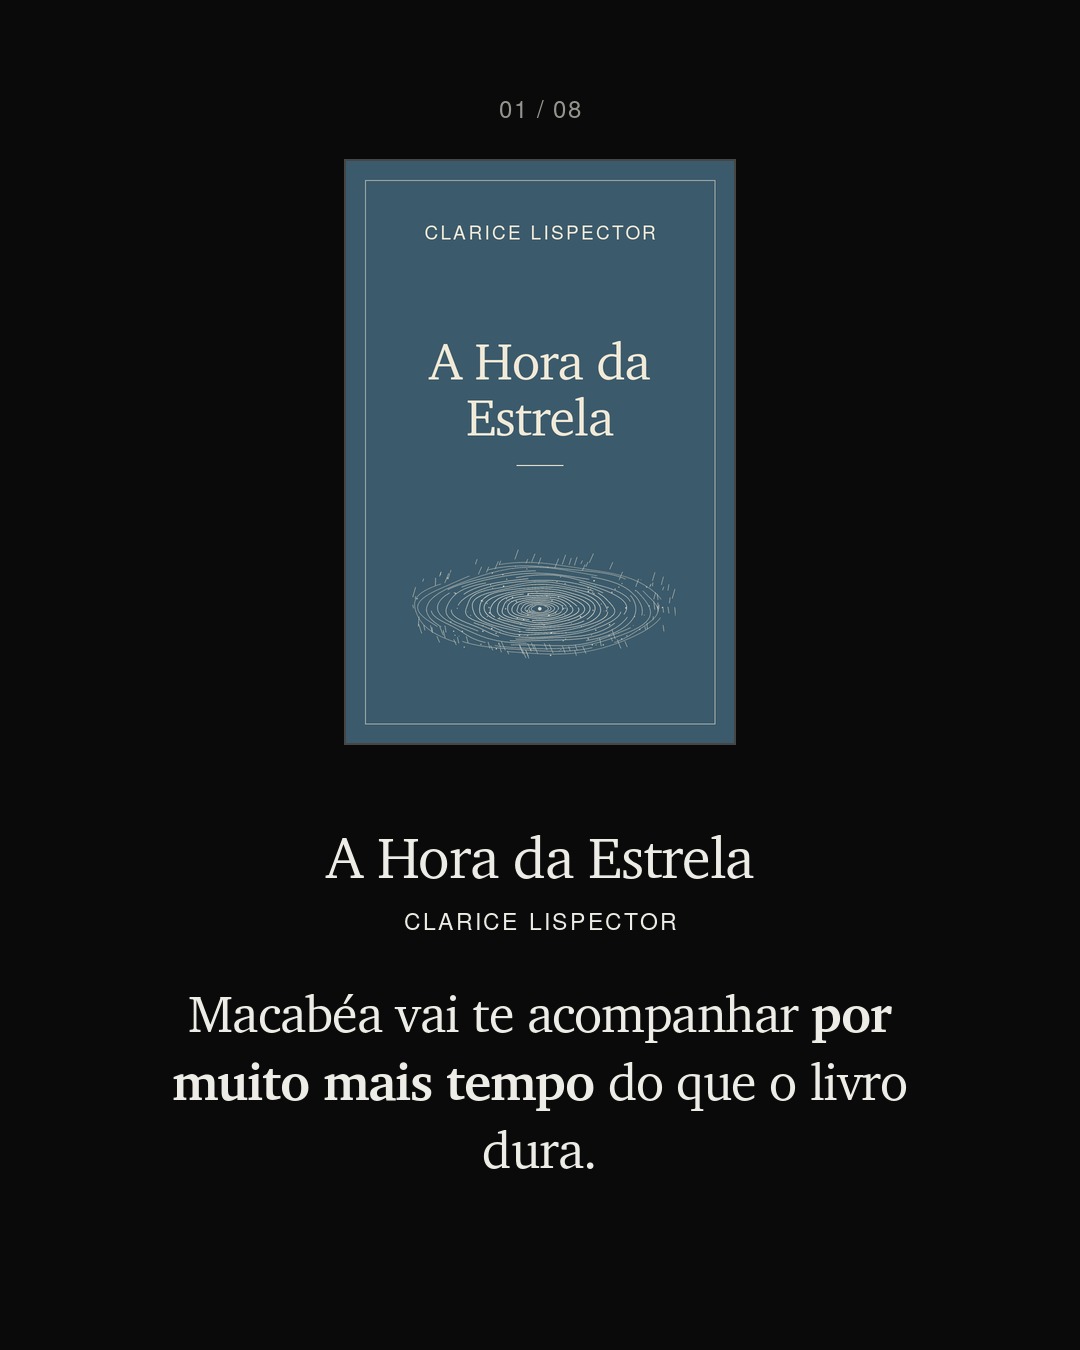 01 / 08
CLARICE LISPECTOR
A Hora da
Estrela
A Hora da Estrela
CLARICE LISPECTOR
Macabéa vai te acompanhar por
muito mais tempo do que o livro
dura.